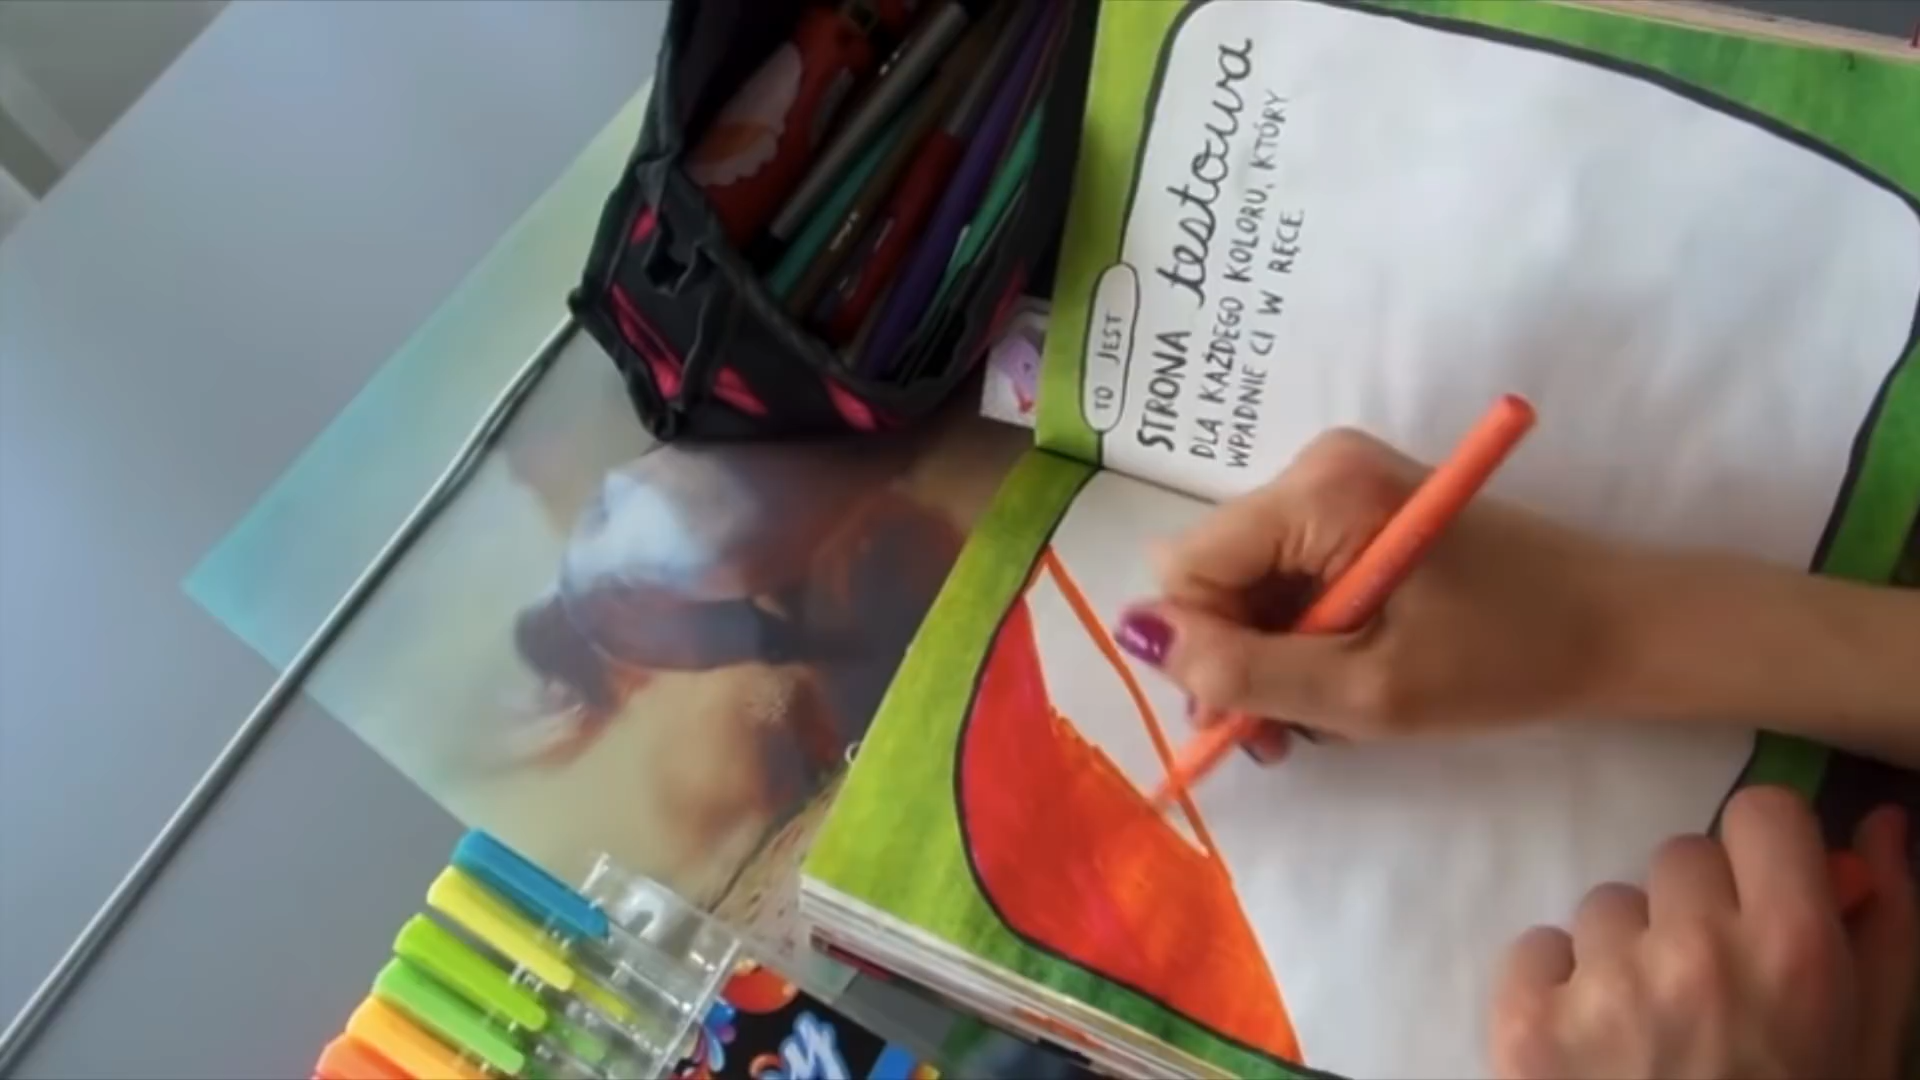 TO JEST
STRONA testowa
DLA KAŻDEGO KOLORU, KTÓRY
WPADNIE CI W RĘCE.